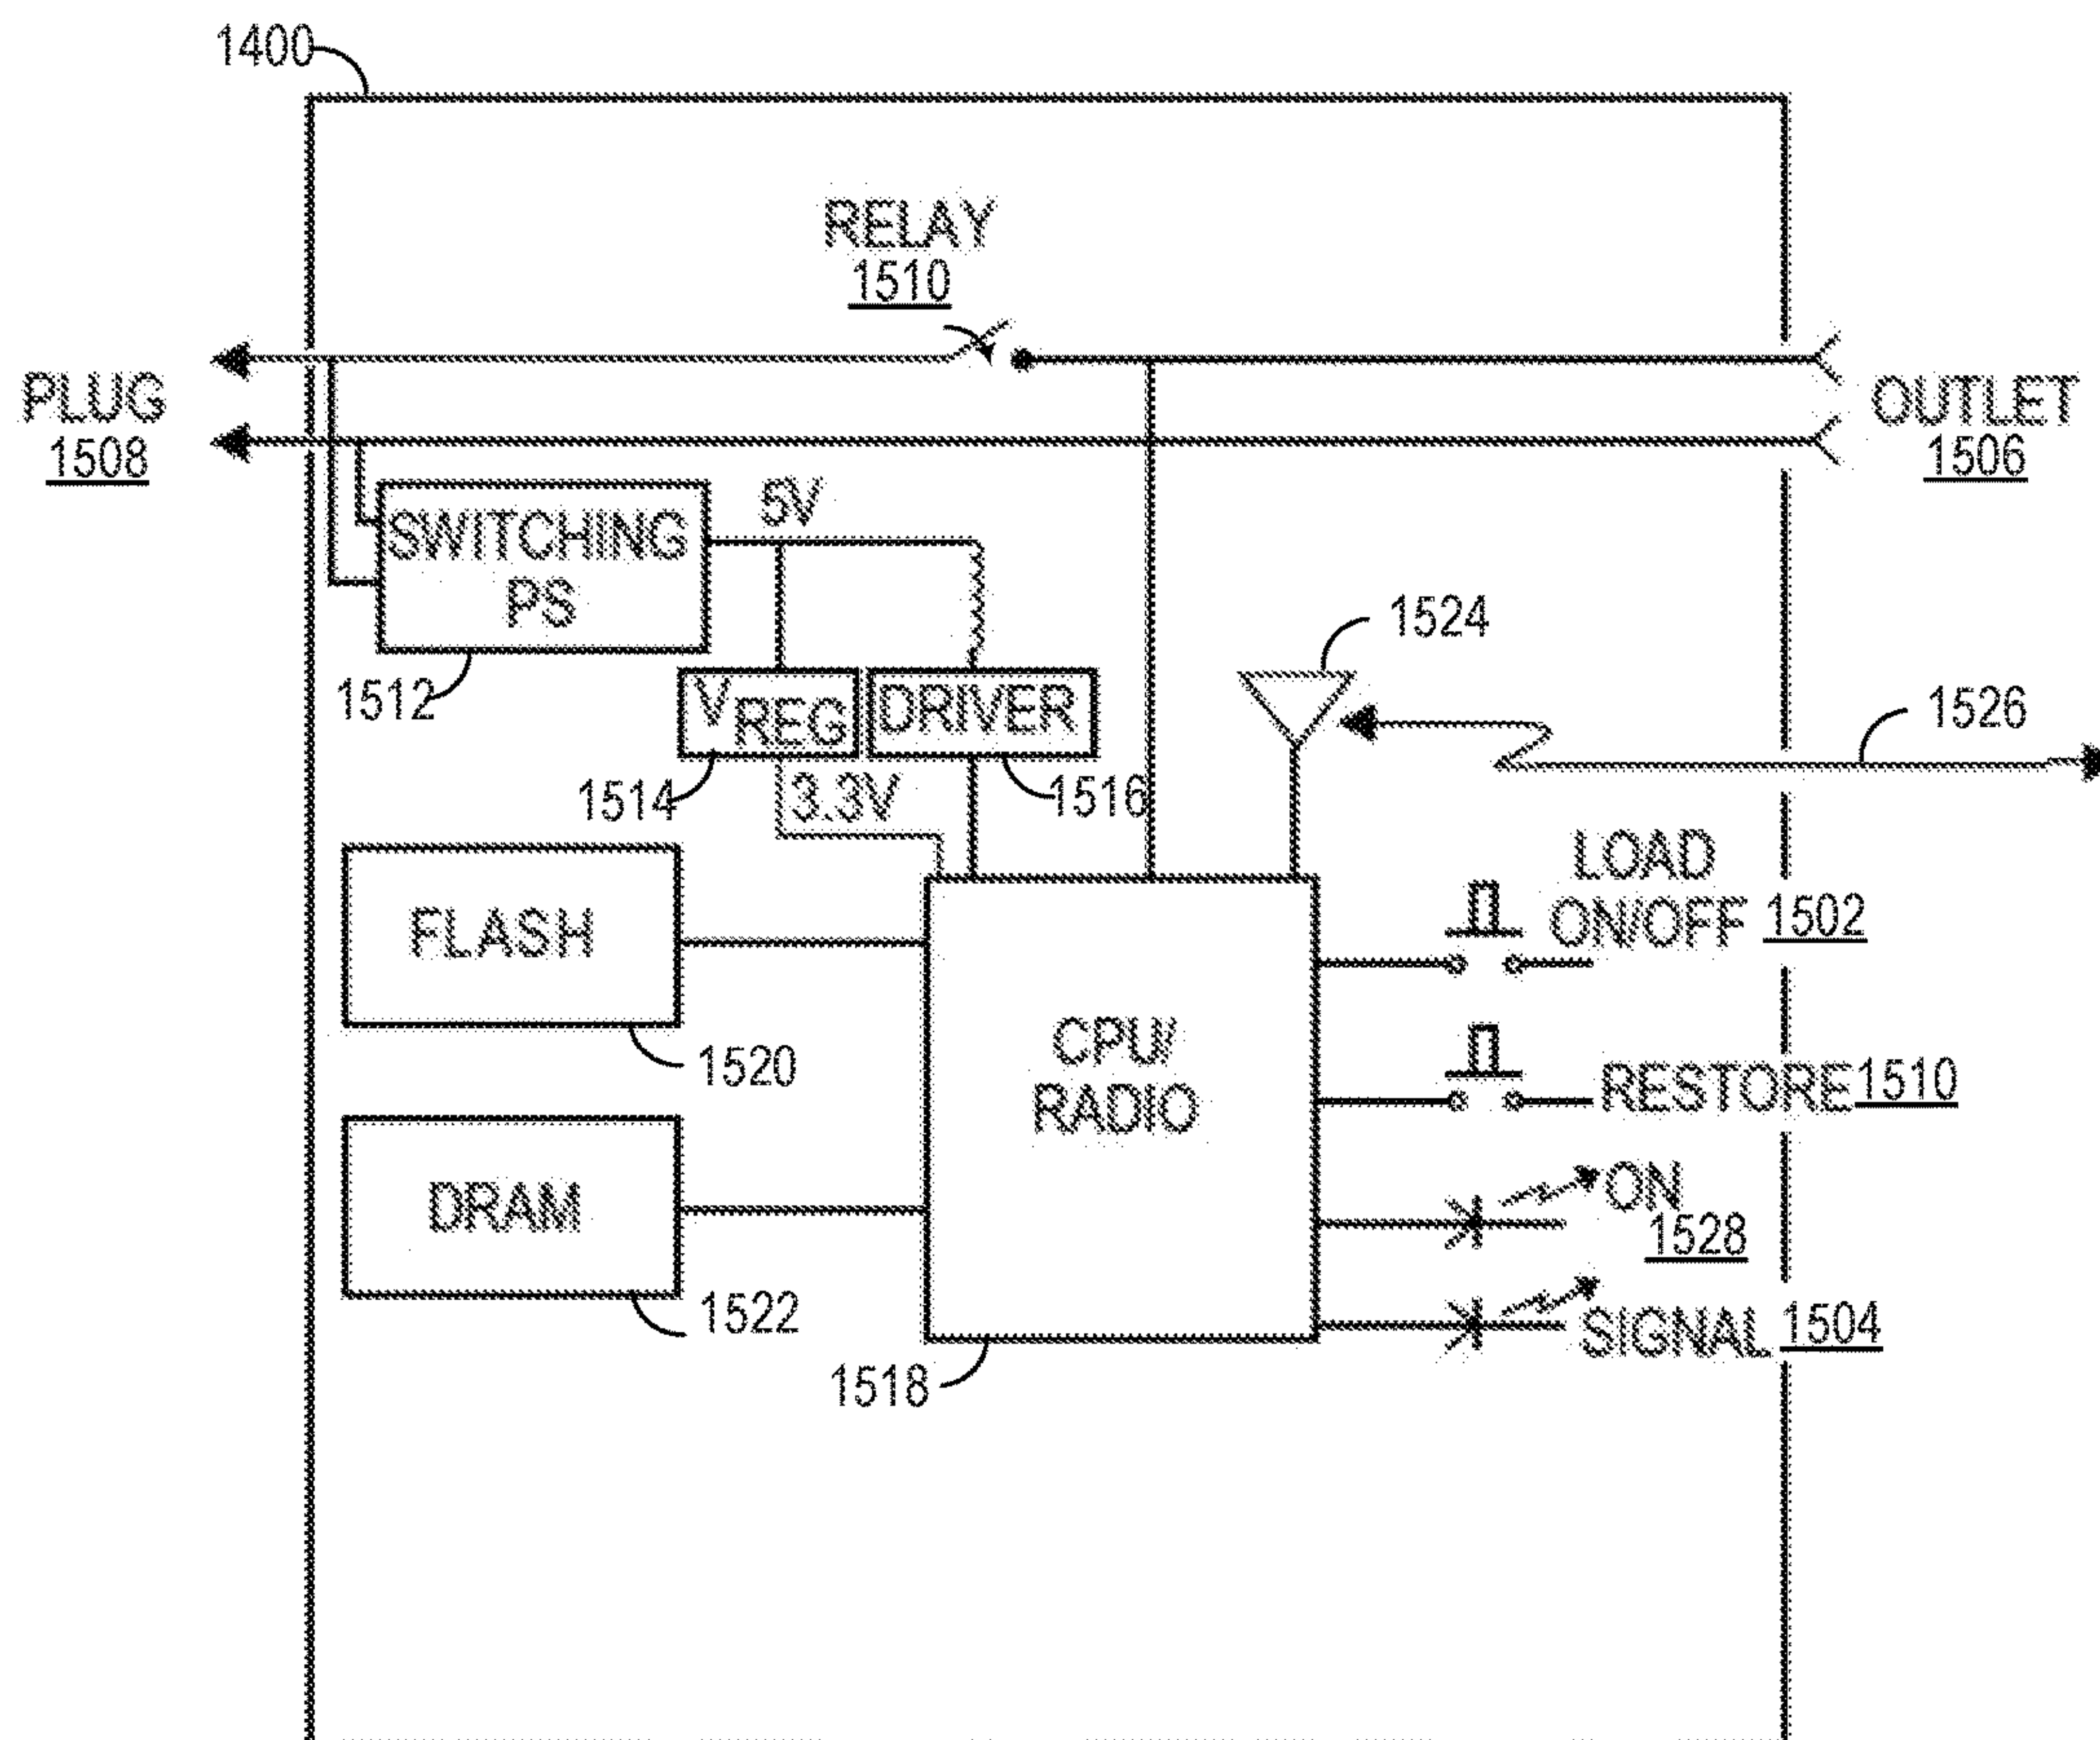 1400
RELAY
1510
PLUG
1508
OUTLET
1506
5V
SWITCHING
PS
1512
1524
1526
VREG
DRIVER
1514
3.3V
1516
LOAD
ON/OFF 1502
FLASH
1520
CPU/
RADIO
RESTORE 1510
DRAM
1522
ON
1528
SIGNAL 1504
1518